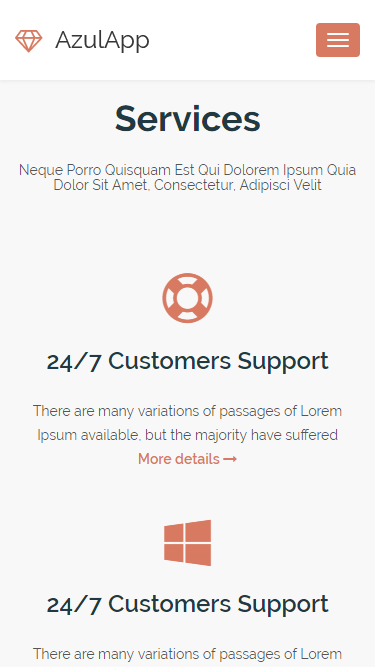 AzulApp
Services
Neque Porro Quisquam Est Qui Dolorem Ipsum Quia
Dolor Sit Amet, Consectetur, Adipisci Velit
24/7 Customers Support
There are many variations of passages of Lorem
Ipsum available, but the majority have suffered
More details
24/7 Customers Support
There are many variations of passages of Lorem